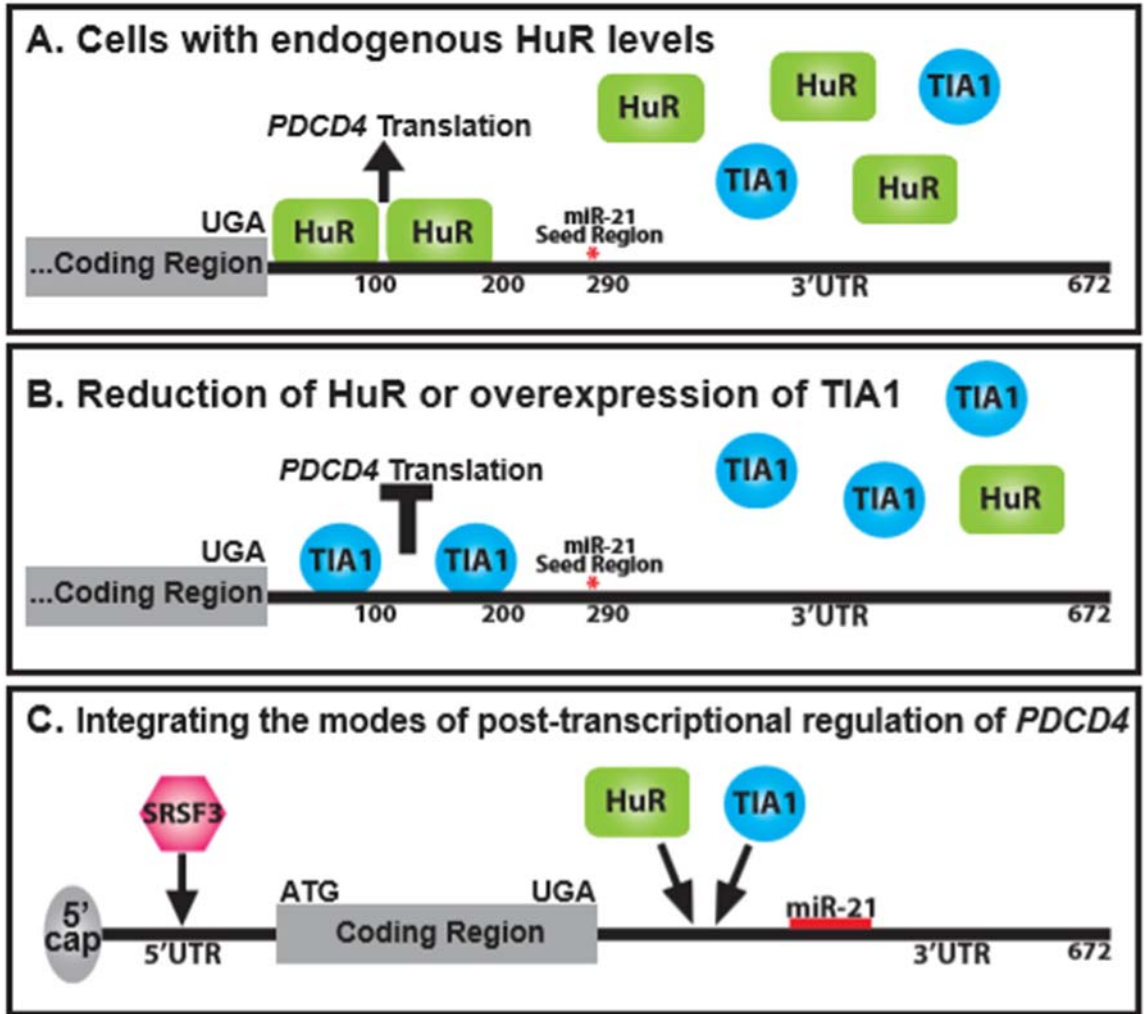 A. Cells with endogenous HuR levels
HuR
HuR
TIA1
PDCD4 Translation
TIA1
HuR
UGA
HuR
HuR
miR-21
Seed Region
*
...Coding Region
100
200
290
3'UTR
672
B. Reduction of HuR or overexpression of TIA1
TIA1
PDCD4 Translation
TIA1
TIA1
HuR
UGA
TIA1
TIA1
miR-21
Seed Region
*
...Coding Region
100
200
290
3'UTR
672
C. Integrating the modes of post-transcriptional regulation of PDCD4
SRSF3
HuR
TIA1
5'
cap
ATG
UGA
miR-21
Coding Region
5'UTR
3'UTR
672